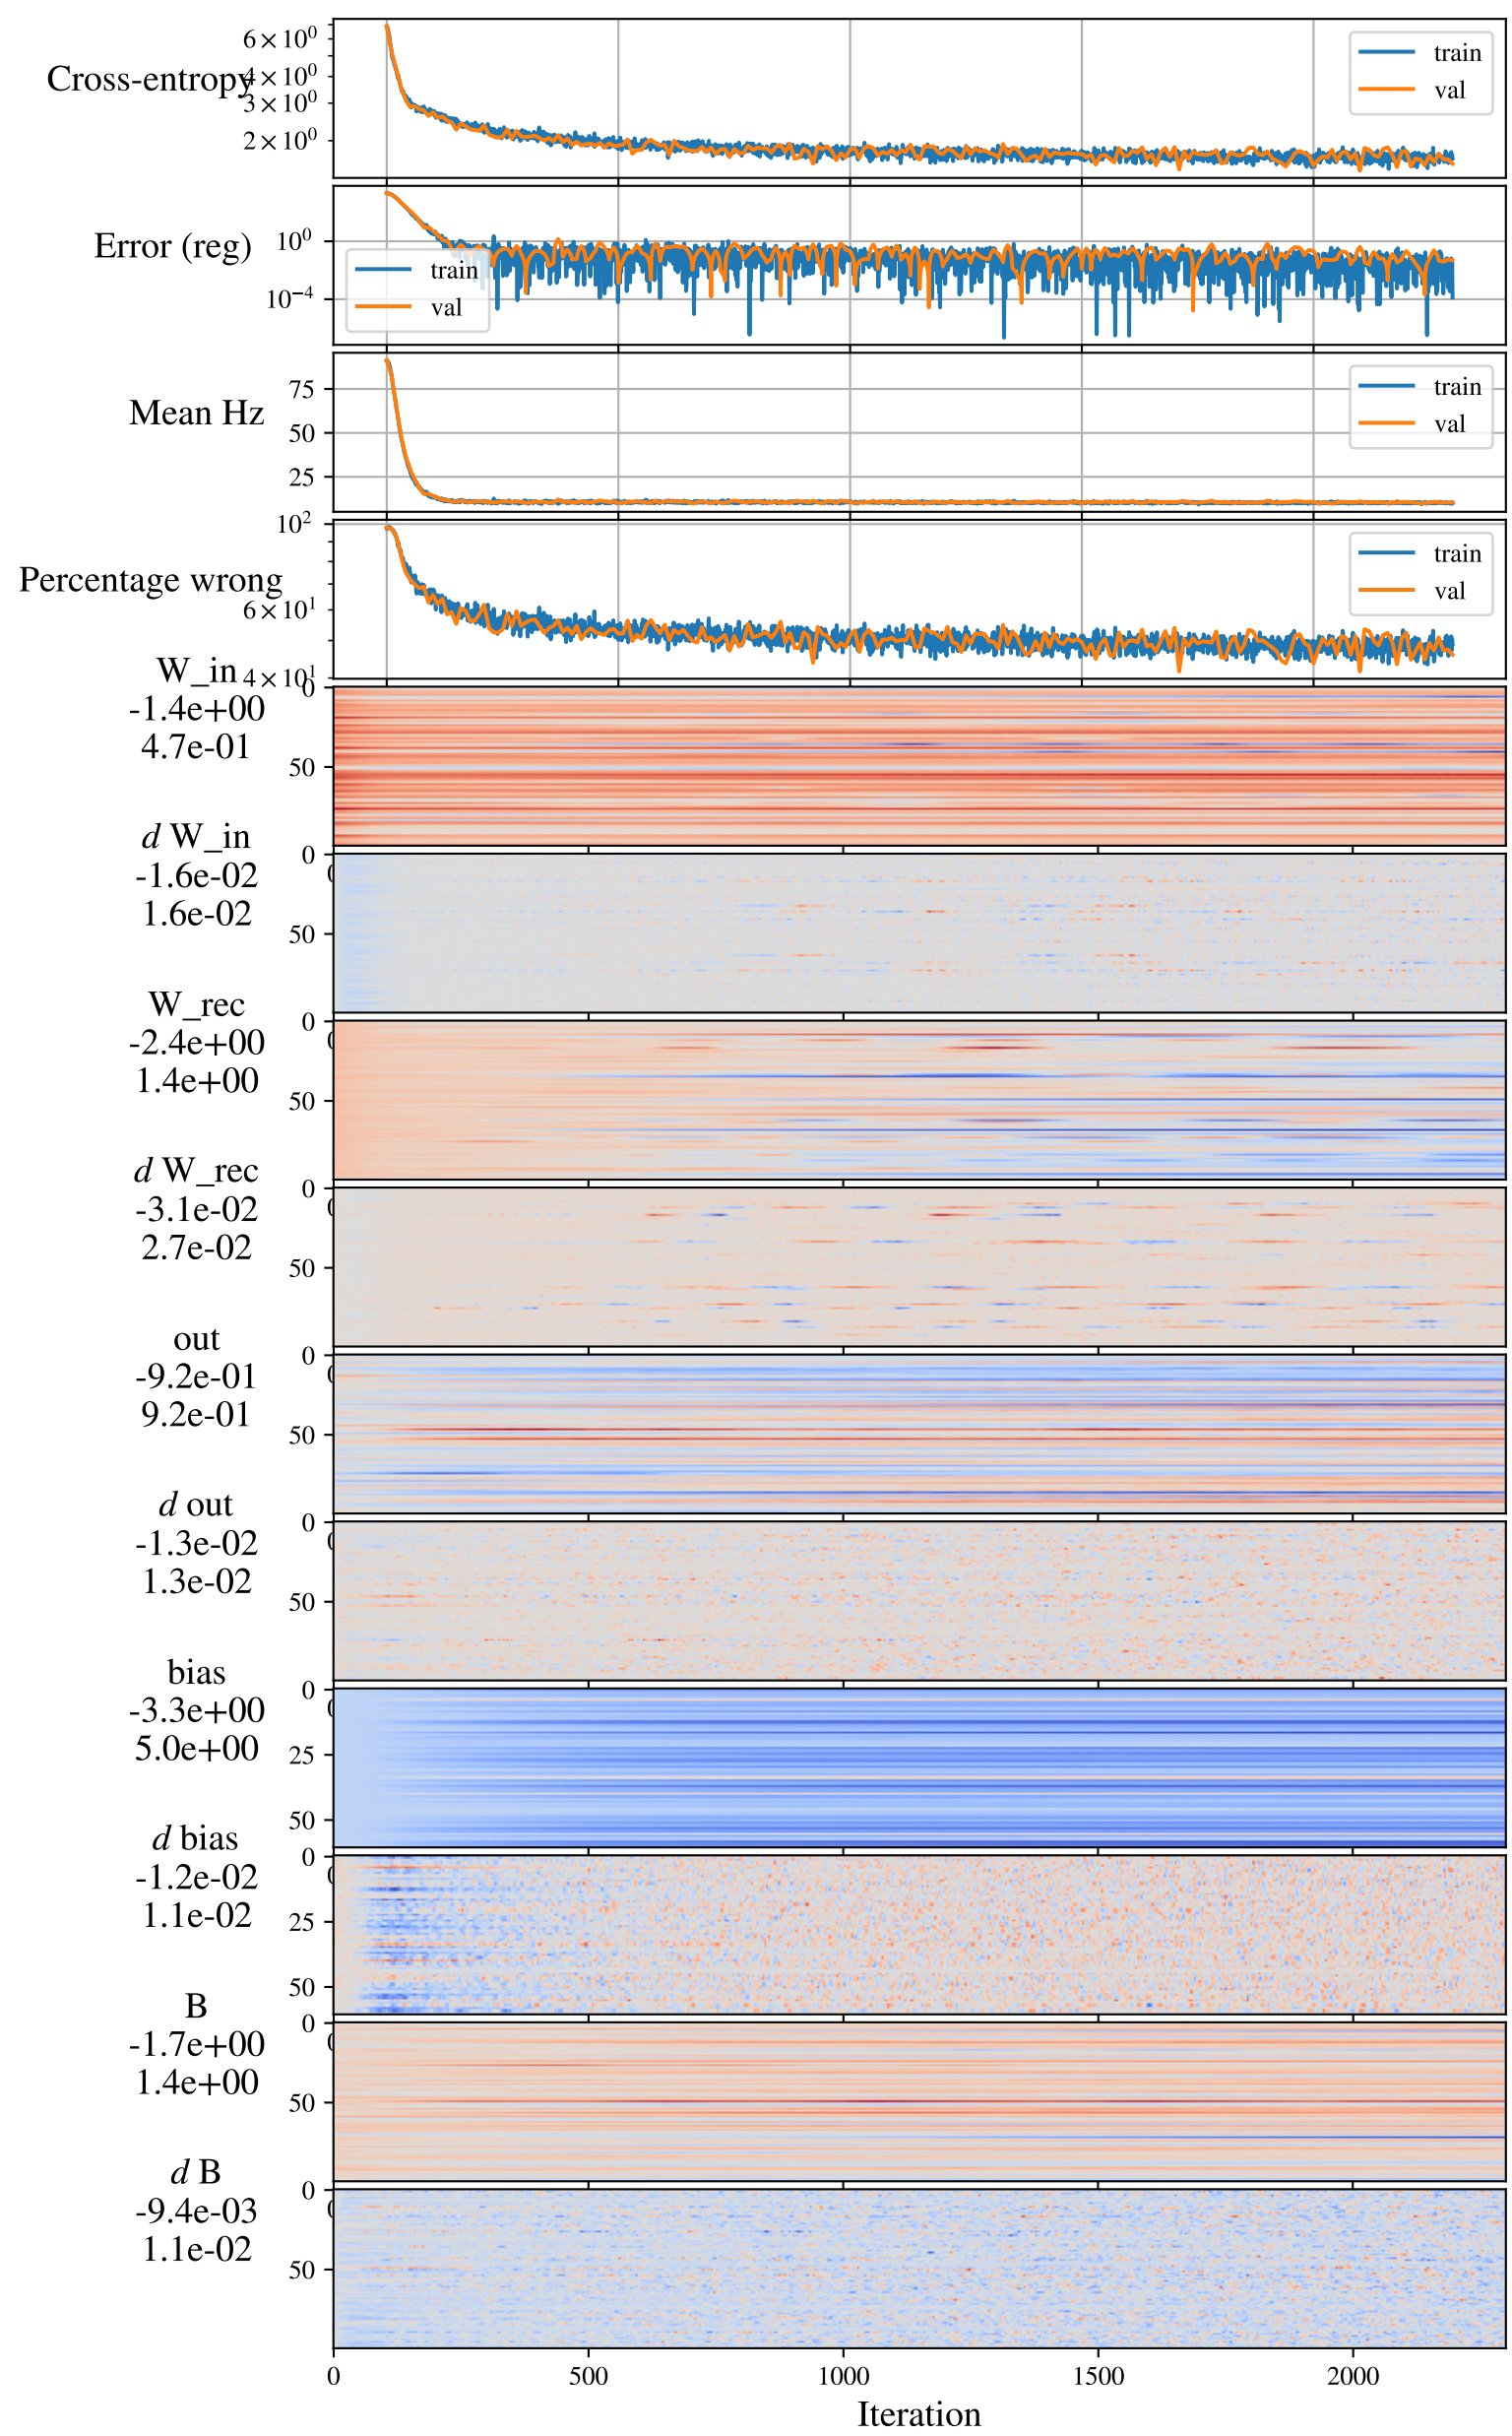 Cross-entropy
6×10⁰
4×10⁰
3×10⁰
2×10⁰
train
val
Error (reg)
10⁰
10⁻⁴
train
val
Mean Hz
75
50
25
train
val
Percentage wrong
10²
6×10¹
4×10¹
train
val
W_in
-1.4e+00
4.7e-01
0
50
d W_in
-1.6e-02
1.6e-02
0
50
W_rec
-2.4e+00
1.4e+00
0
50
d W_rec
-3.1e-02
2.7e-02
0
50
out
-9.2e-01
9.2e-01
0
50
d out
-1.3e-02
1.3e-02
0
50
bias
-3.3e+00
5.0e+00
0
25
50
d bias
-1.2e-02
1.1e-02
0
25
50
B
-1.7e+00
1.4e+00
0
50
d B
-9.4e-03
1.1e-02
0
50
0 500 1000 1500 2000
Iteration